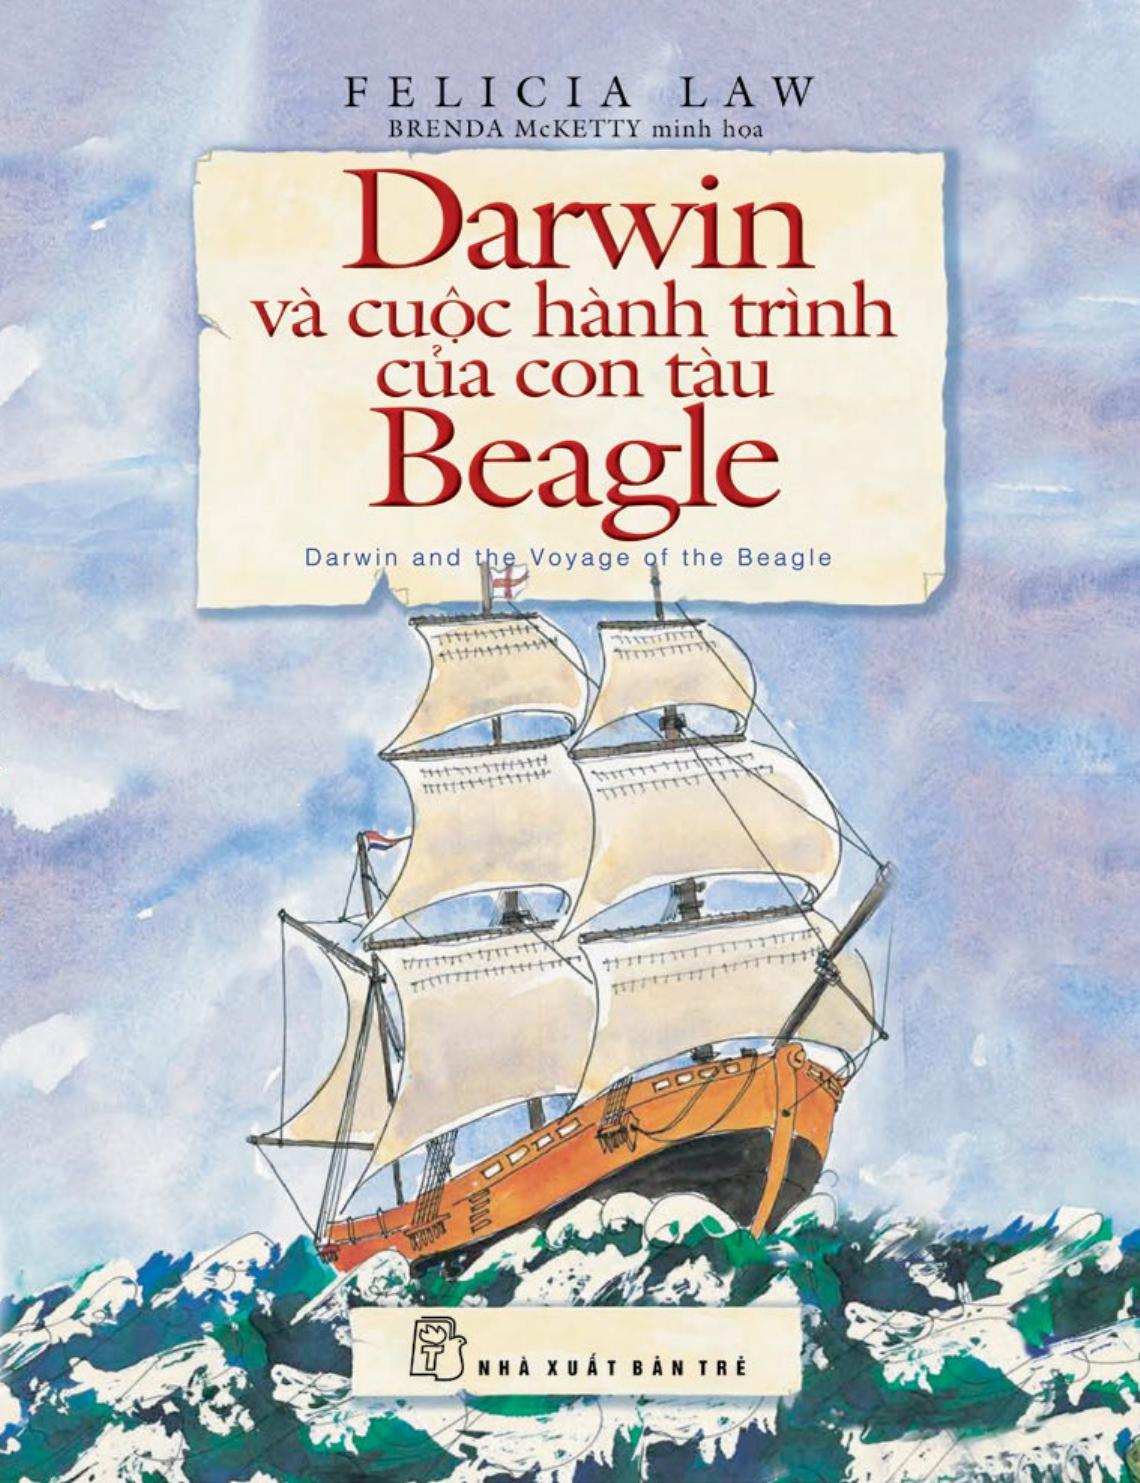 FELICIA LAW
BRENDA McKETTY minh họa
Darwin
và cuộc hành trình
của con tàu
Beagle
Darwin and the Voyage of the Beagle
NHÀ XUẤT BẢN TRẺ